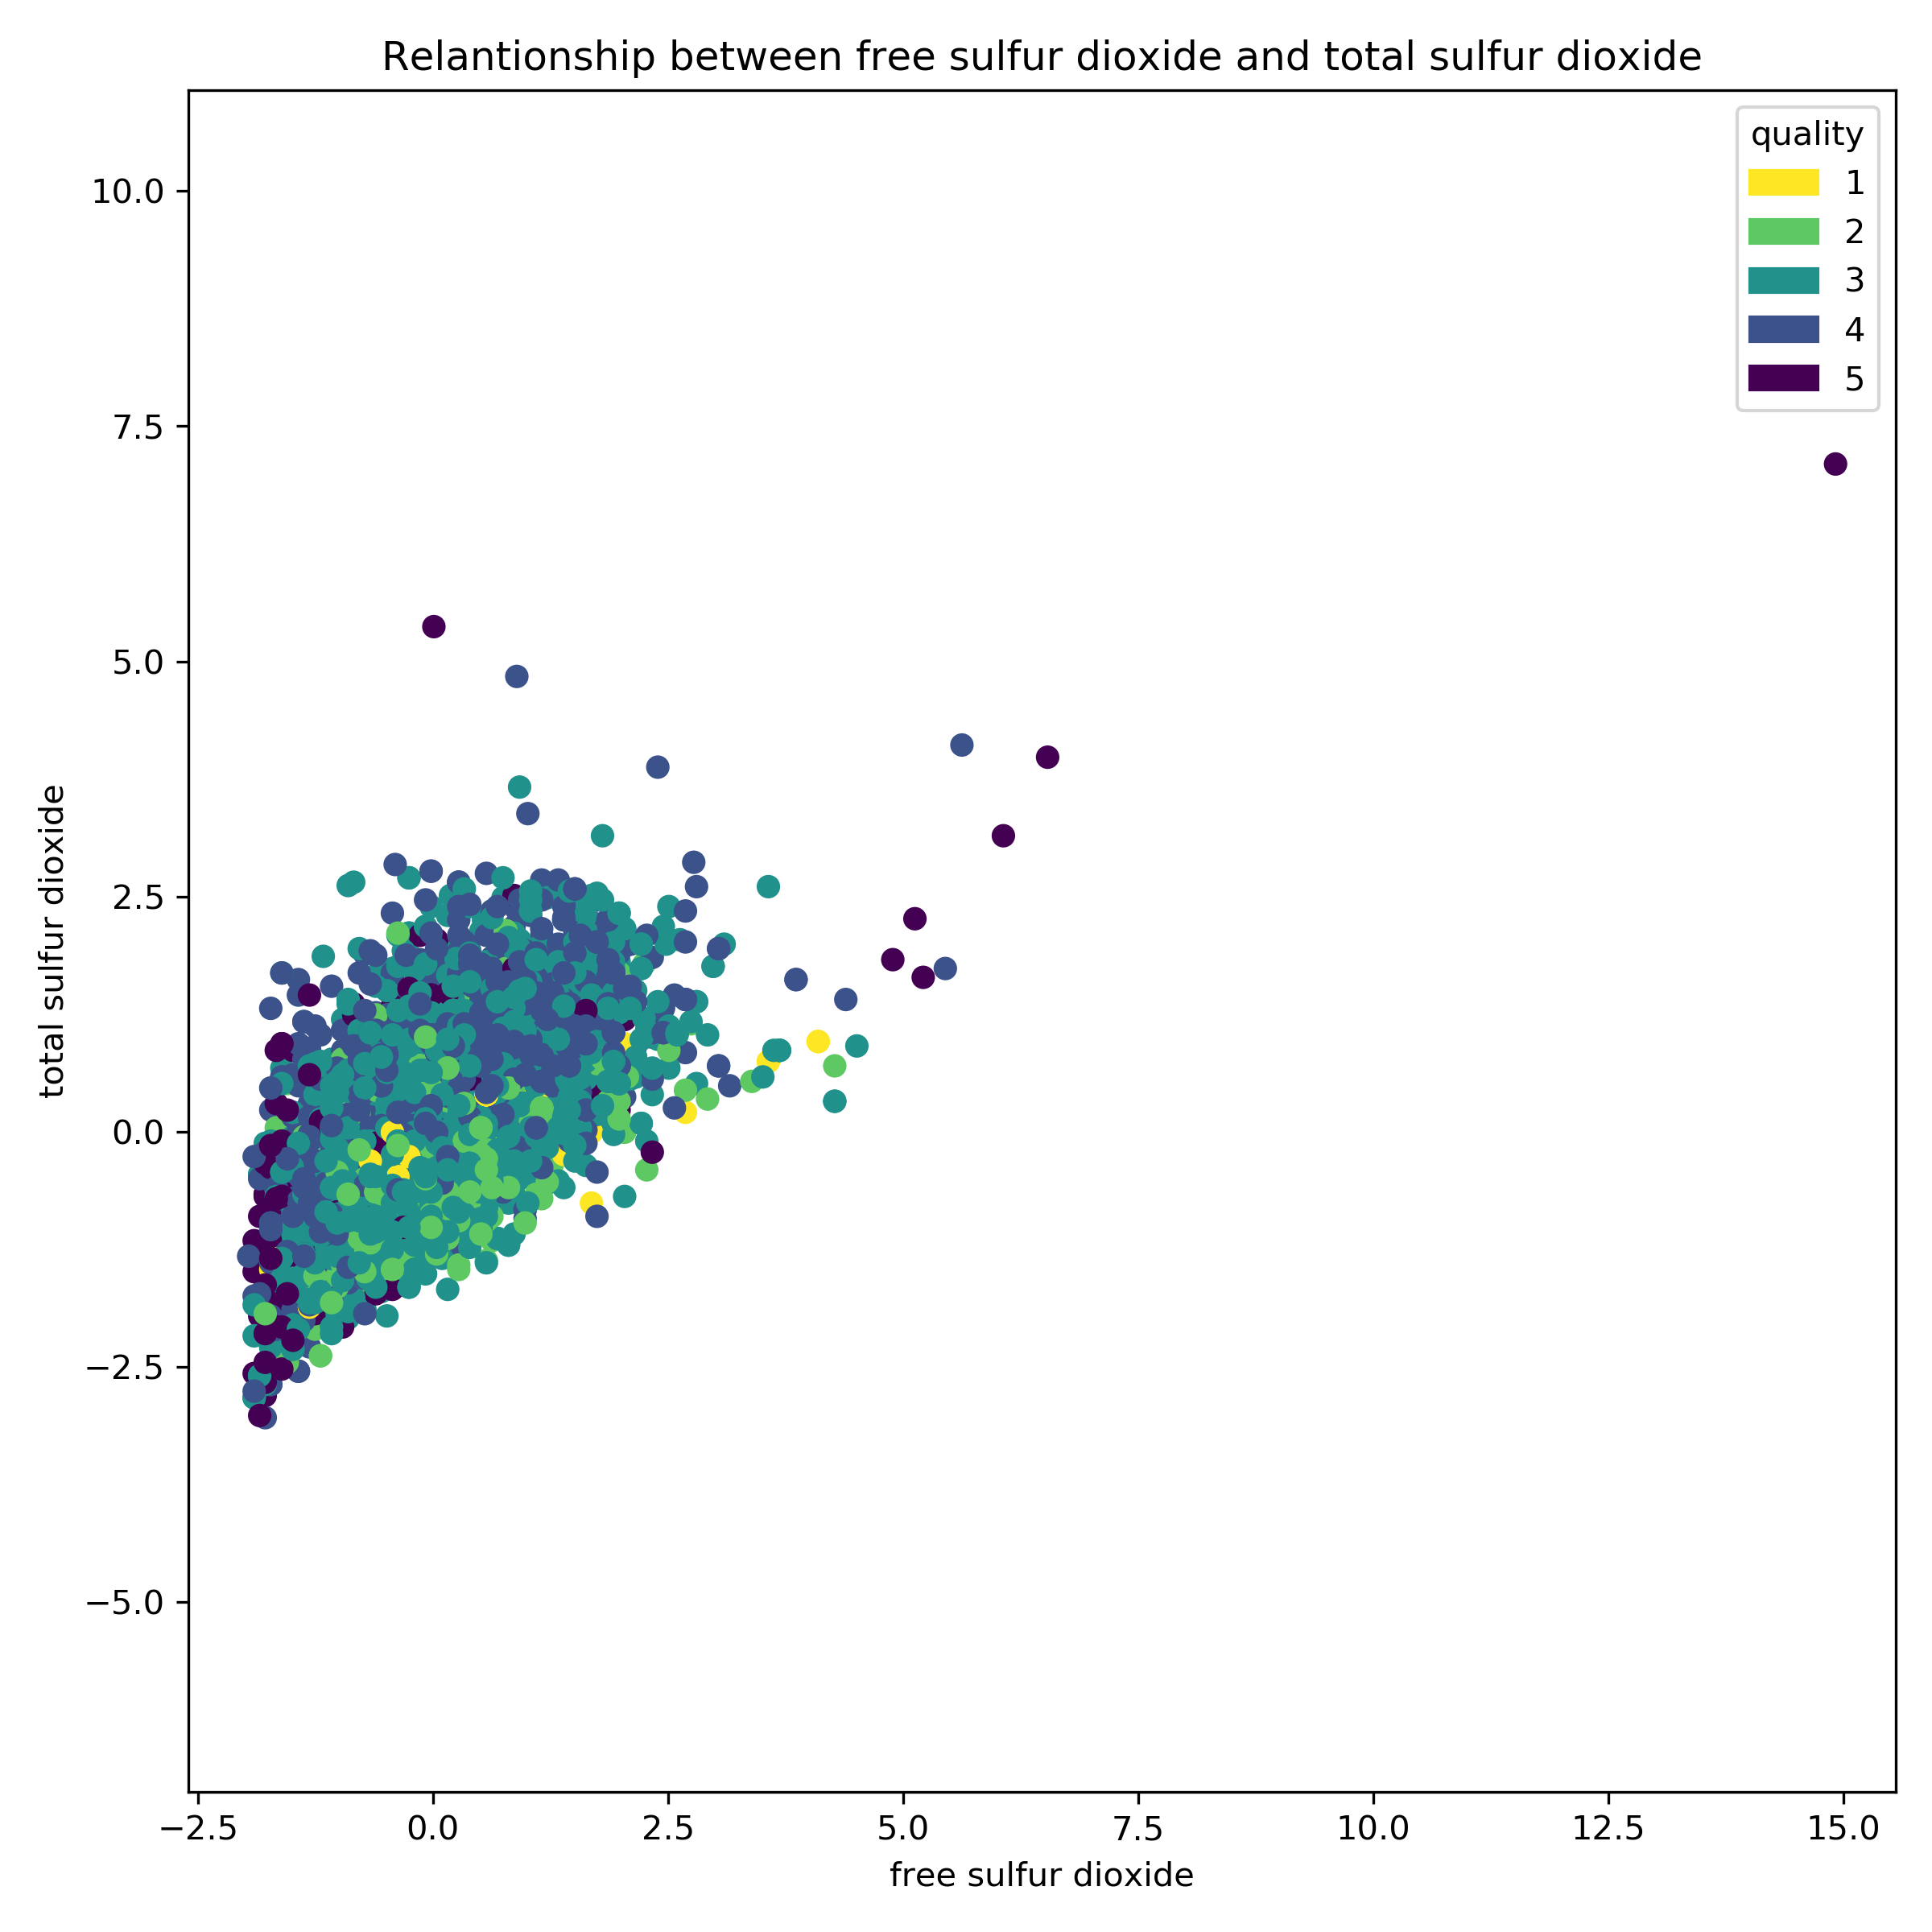 Relantionship between free sulfur dioxide and total sulfur dioxide
quality
1
2
3
4
5
total sulfur dioxide
10.0
7.5
5.0
2.5
0.0
−2.5
−5.0
−2.5 0.0 2.5 5.0 7.5 10.0 12.5 15.0
free sulfur dioxide